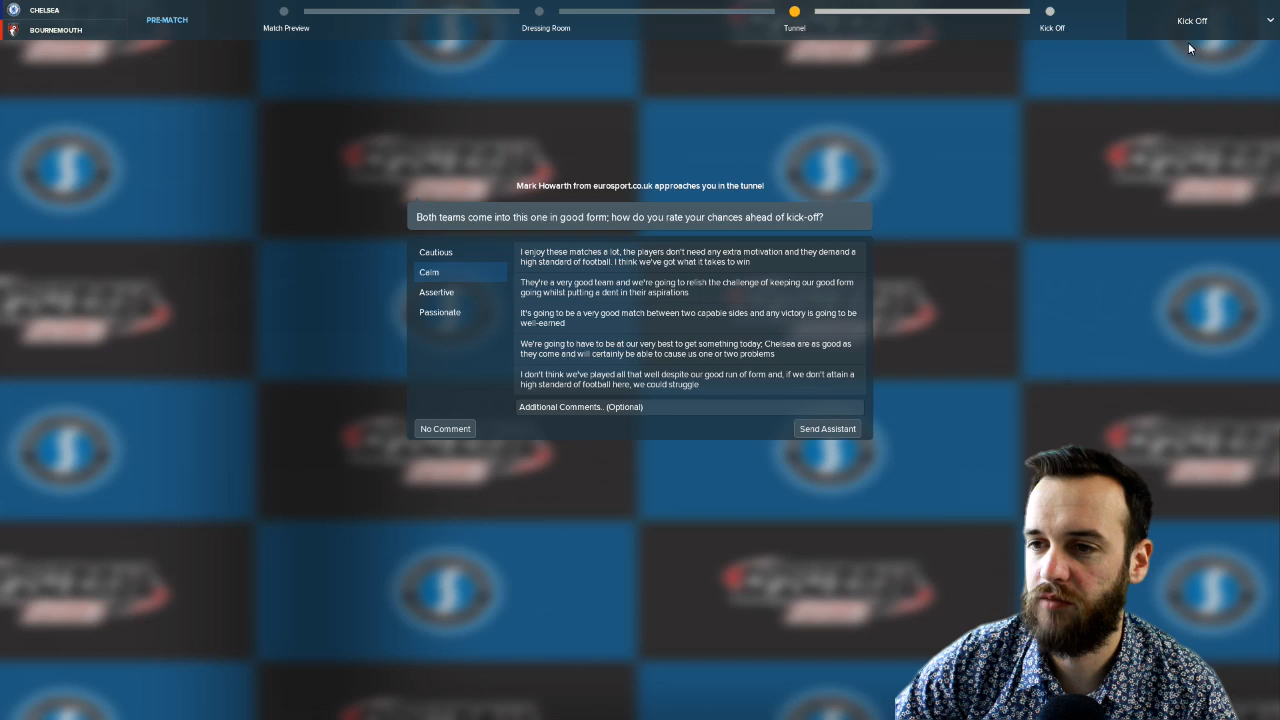 CHELSEA
BOURNEMOUTH
PRE-MATCH
Match Preview
Dressing Room
Tunnel
Kick Off
Kick Off
Mark Howarth from eurosport.co.uk approaches you in the tunnel
Both teams come into this one in good form; how do you rate your chances ahead of kick-off?
Cautious
Calm
Assertive
Passionate
I enjoy these matches a lot, the players don't need any extra motivation and they demand a
high standard of football. I think we've got what it takes to win
They're a very good team and we're going to relish the challenge of keeping our good form
going whilst putting a dent in their aspirations
It's going to be a very good match between two capable sides and any victory is going to be
well-earned
We're going to have to be at our very best to get something today; Chelsea are as good as
they come and will certainly be able to cause us one or two problems
I don't think we've played all that well despite our good run of form and, if we don't attain a
high standard of football here, we could struggle
Additional Comments.. (Optional)
No Comment
Send Assistant